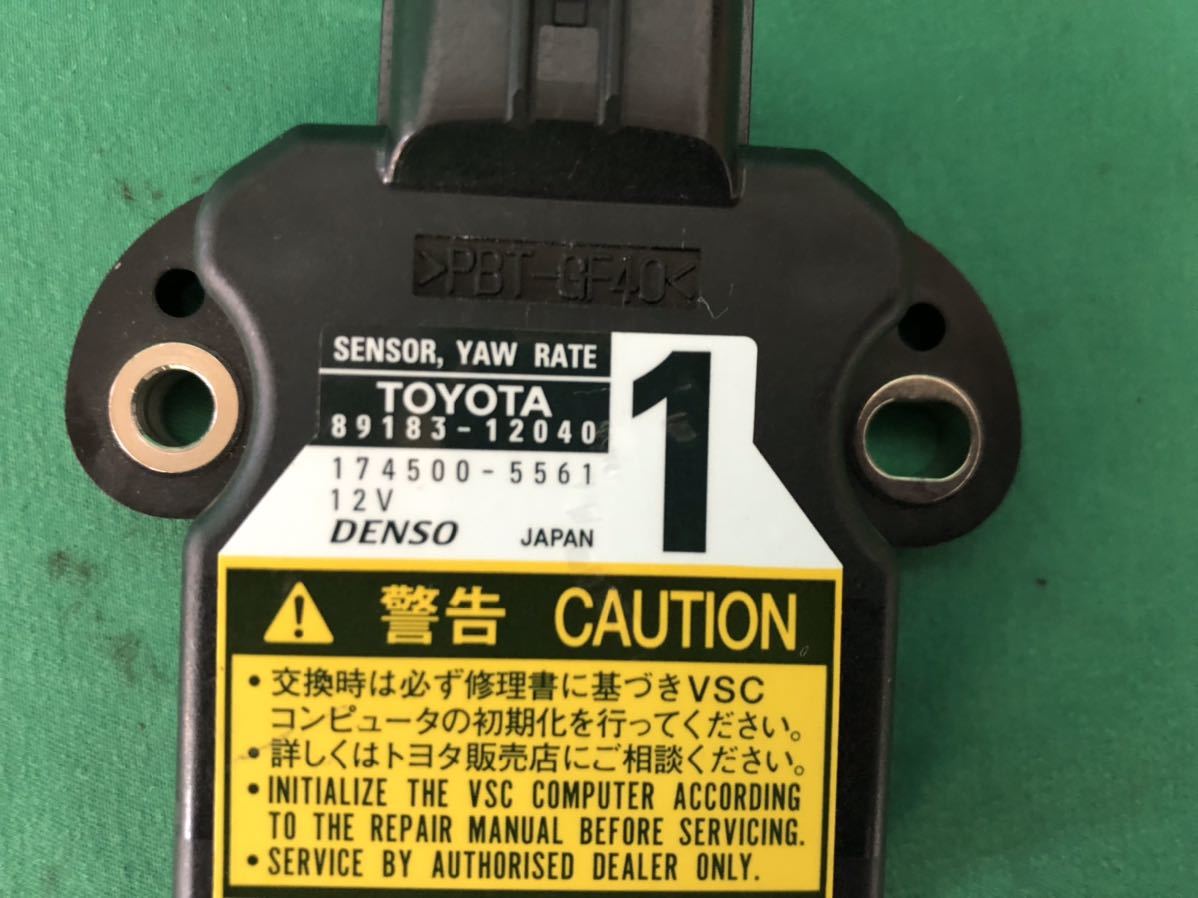 >PBT-GF40<
SENSOR, YAW RATE
TOYOTA
89183-12040
1
174500-5561
12V
DENSO JAPAN
警告 CAUTION
・交換時は必ず修理書に基づきVSC
コンピュータの初期化を行ってください。
・詳しくはトヨタ販売店にご相談ください。
・INITIALIZE THE VSC COMPUTER ACCORDING
TO THE REPAIR MANUAL BEFORE SERVICING.
・SERVICE BY AUTHORISED DEALER ONLY.